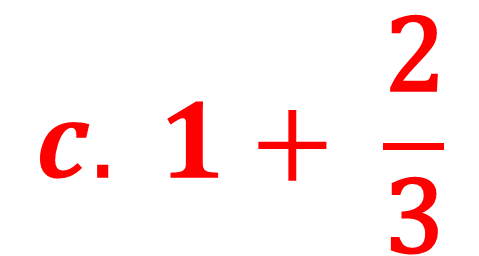 c. 1 + 2/3